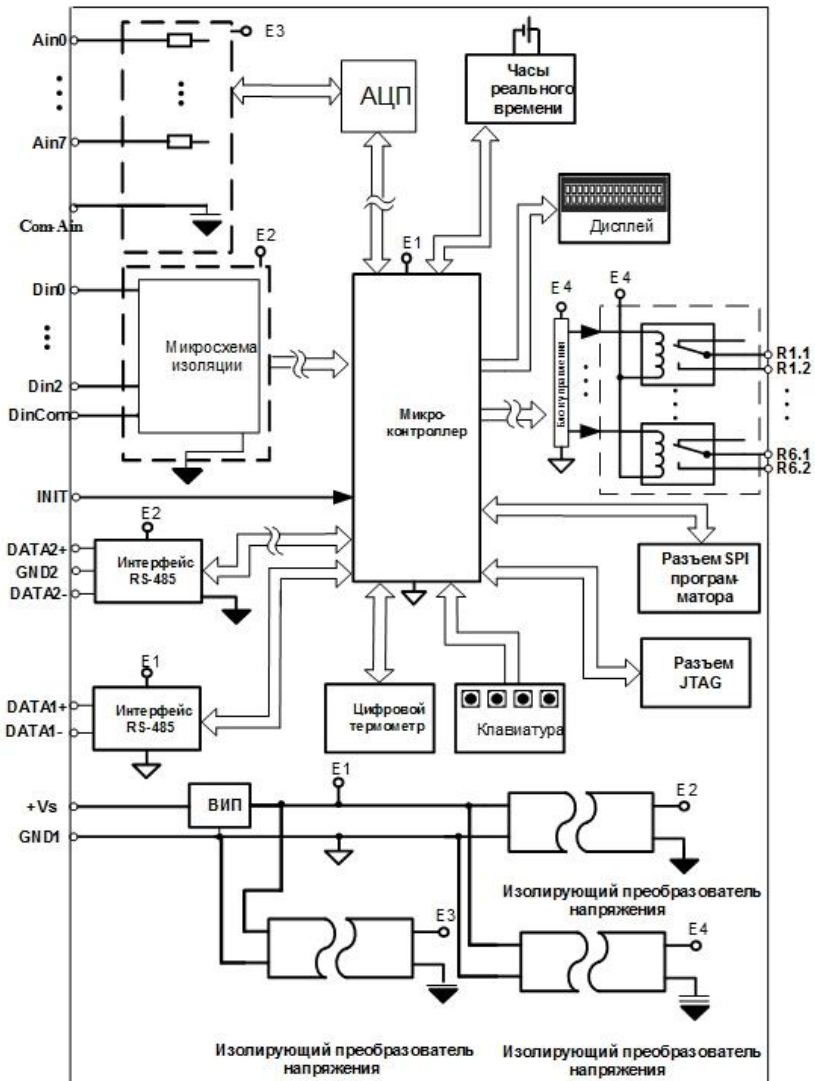 Ain0
E3
Ain7
Com-Ain
АЦП
Часы
реального
времени
Дисплей
E2
E1
Din0
Din2
DinCom
Микросхема
изоляции
Микро-
контроллер
E4
E4
Блок управления
R1.1
R1.2
R6.1
R6.2
INIT
E2
DATA2+
GND2
DATA2-
Интерфейс
RS-485
Разъем SPI
програм-
матора
E1
DATA1+
DATA1-
Интерфейс
RS-485
Цифровой
термометр
Клавиатура
Разъем
JTAG
+Vs
GND1
ВИП
E1
E2
Изолирующий преобразователь
напряжения
E3
E4
Изолирующий преобразователь
напряжения
Изолирующий преобразователь
напряжения